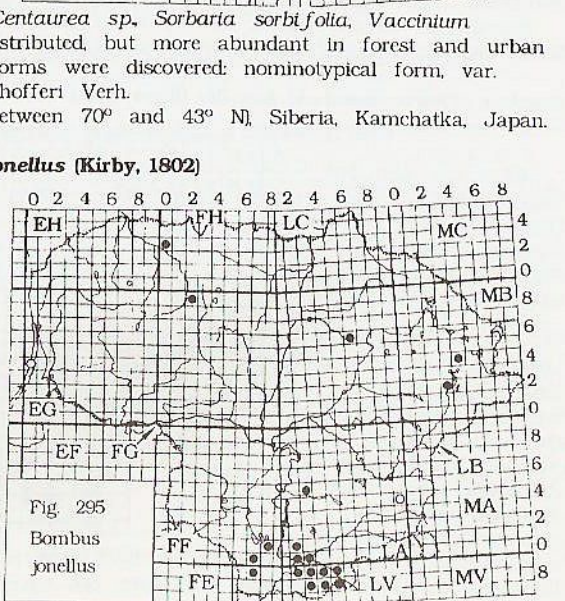 Centaurea sp., Sorbaria sorbifolia, Vaccinium
stributed, but more abundant in forest and urban
orms were discovered: nominotypical form, var.
hofferi Verh.
etween 70º and 43º N), Siberia, Kamchatka, Japan.
onellus (Kirby, 1802)
0 2 4 6 8 0 2 4 6 8 2 4 6 8 0 2 4 6 8
EH FH LC MC
4
2
0
MB 8
6
4
2
EG 0
EF FG 8
LB 6
MA 4
2
LA 0
FF
FE LV MV 8
Fig. 295
Bombus
jonellus